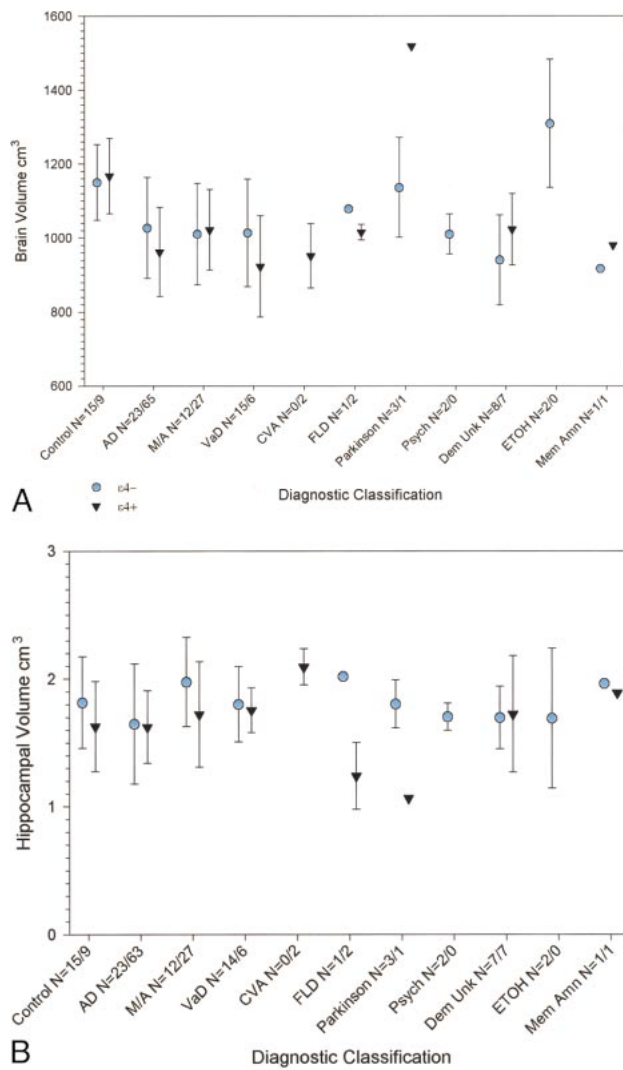 1600
1400
1200
1000
800
600
Brain Volume cm3
Control N=15/9
AD N=23/65
M/A N=12/27
VaD N=15/6
CVA N=0/2
FLD N=1/2
Parkinson N=3/1
Psych N=2/0
Dem Unk N=8/7
ETOH N=2/0
Mem Amn N=1/1
A
ε4−
ε4+
Diagnostic Classification
3
2
1
0
Hippocampal Volume cm3
Control N=15/9
AD N=23/63
M/A N=12/27
VaD N=14/6
CVA N=0/2
FLD N=1/2
Parkinson N=3/1
Psych N=2/0
Dem Unk N=7/7
ETOH N=2/0
Mem Amn N=1/1
B
Diagnostic Classification